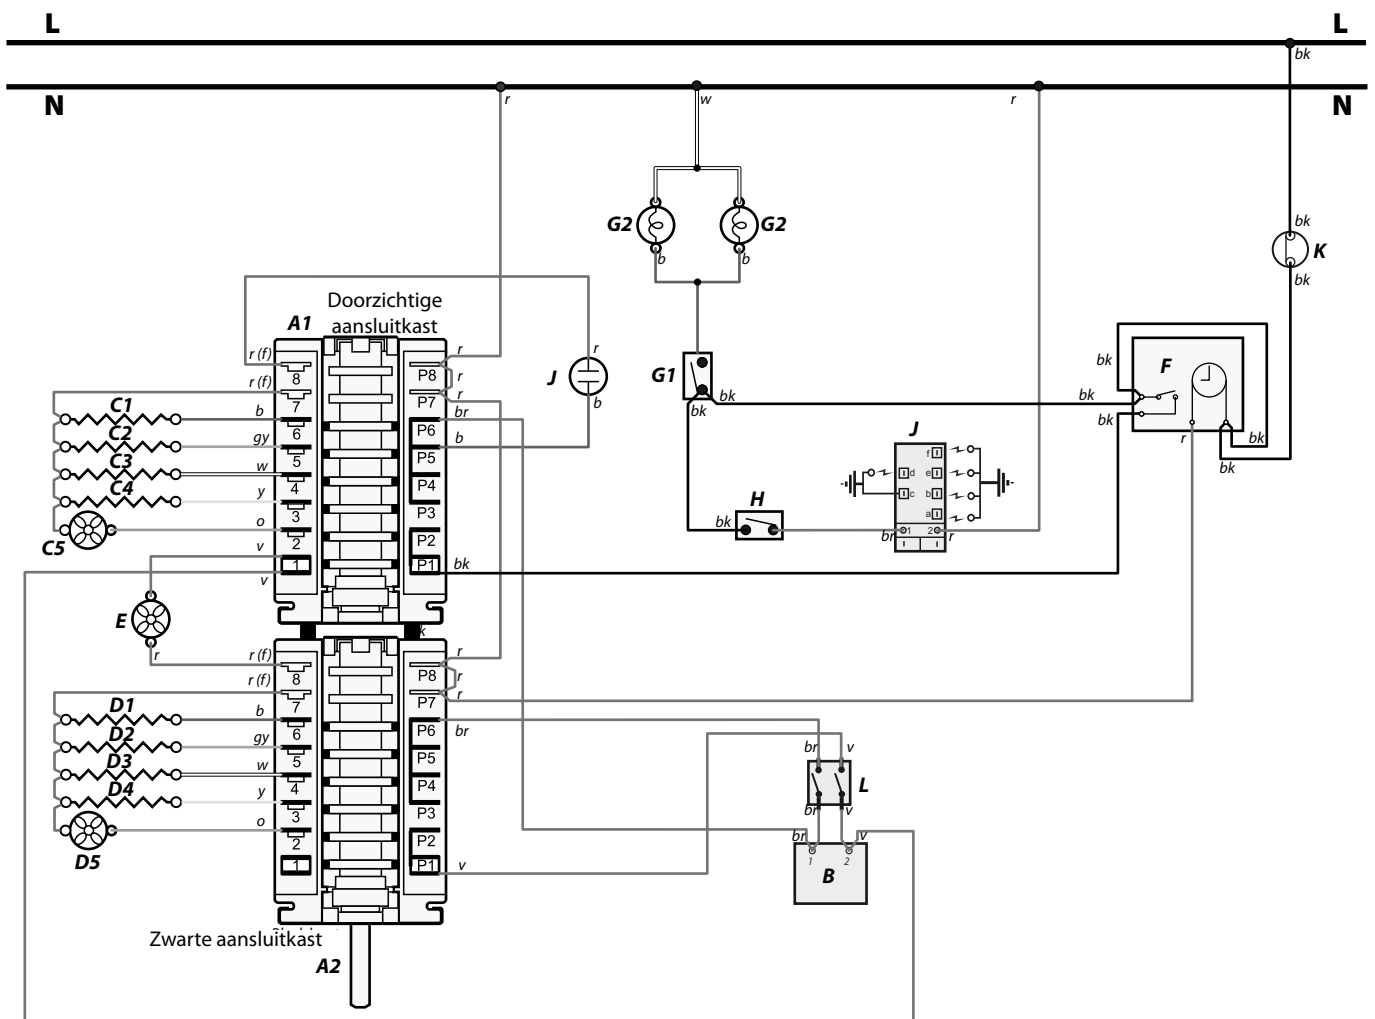 L L
bk
N r w r N
bk
G2 G2
b b
K
bk
Doorzichtige
aansluitkast
A1
r (f) 8 P8 r
r
r (f) 7 P7 r
C1 b 6 P6 br
C2 gy 5 P5 b
C3 w 4 P4
C4 y 3 P3
C5 o 2 P2
v 1 P1 bk
v
r
J
b
G1
bk
bk
bk
bk
F
bk
r
bk
bk
J
f
d e
c b
a
1 2
br r
H
bk
E
r
r (f) 8 P8 r
r
r (f) 7 P7 r
D1 b 6 P6 br
D2 gy 5 P5
D3 w 4 P4
D4 y 3 P3
D5 o 2 P2
1 P1 v
br v
L
br v
br v
1 2
B
Zwarte aansluitkast
A2